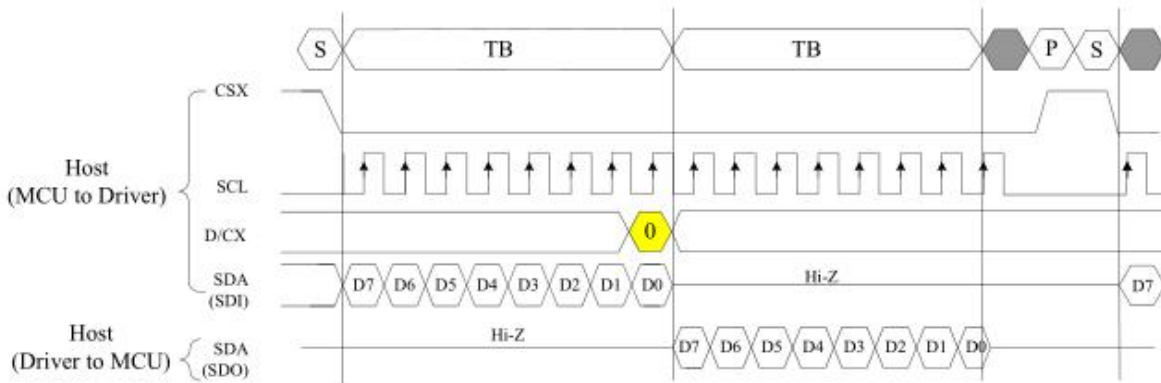 S TB TB P S
CSX
Host
(MCU to Driver)
SCL
D/CX 0
SDA
(SDI)
D7 D6 D5 D4 D3 D2 D1 D0 Hi-Z D7
Host
(Driver to MCU)
SDA
(SDO)
Hi-Z D7 D6 D5 D4 D3 D2 D1 D0